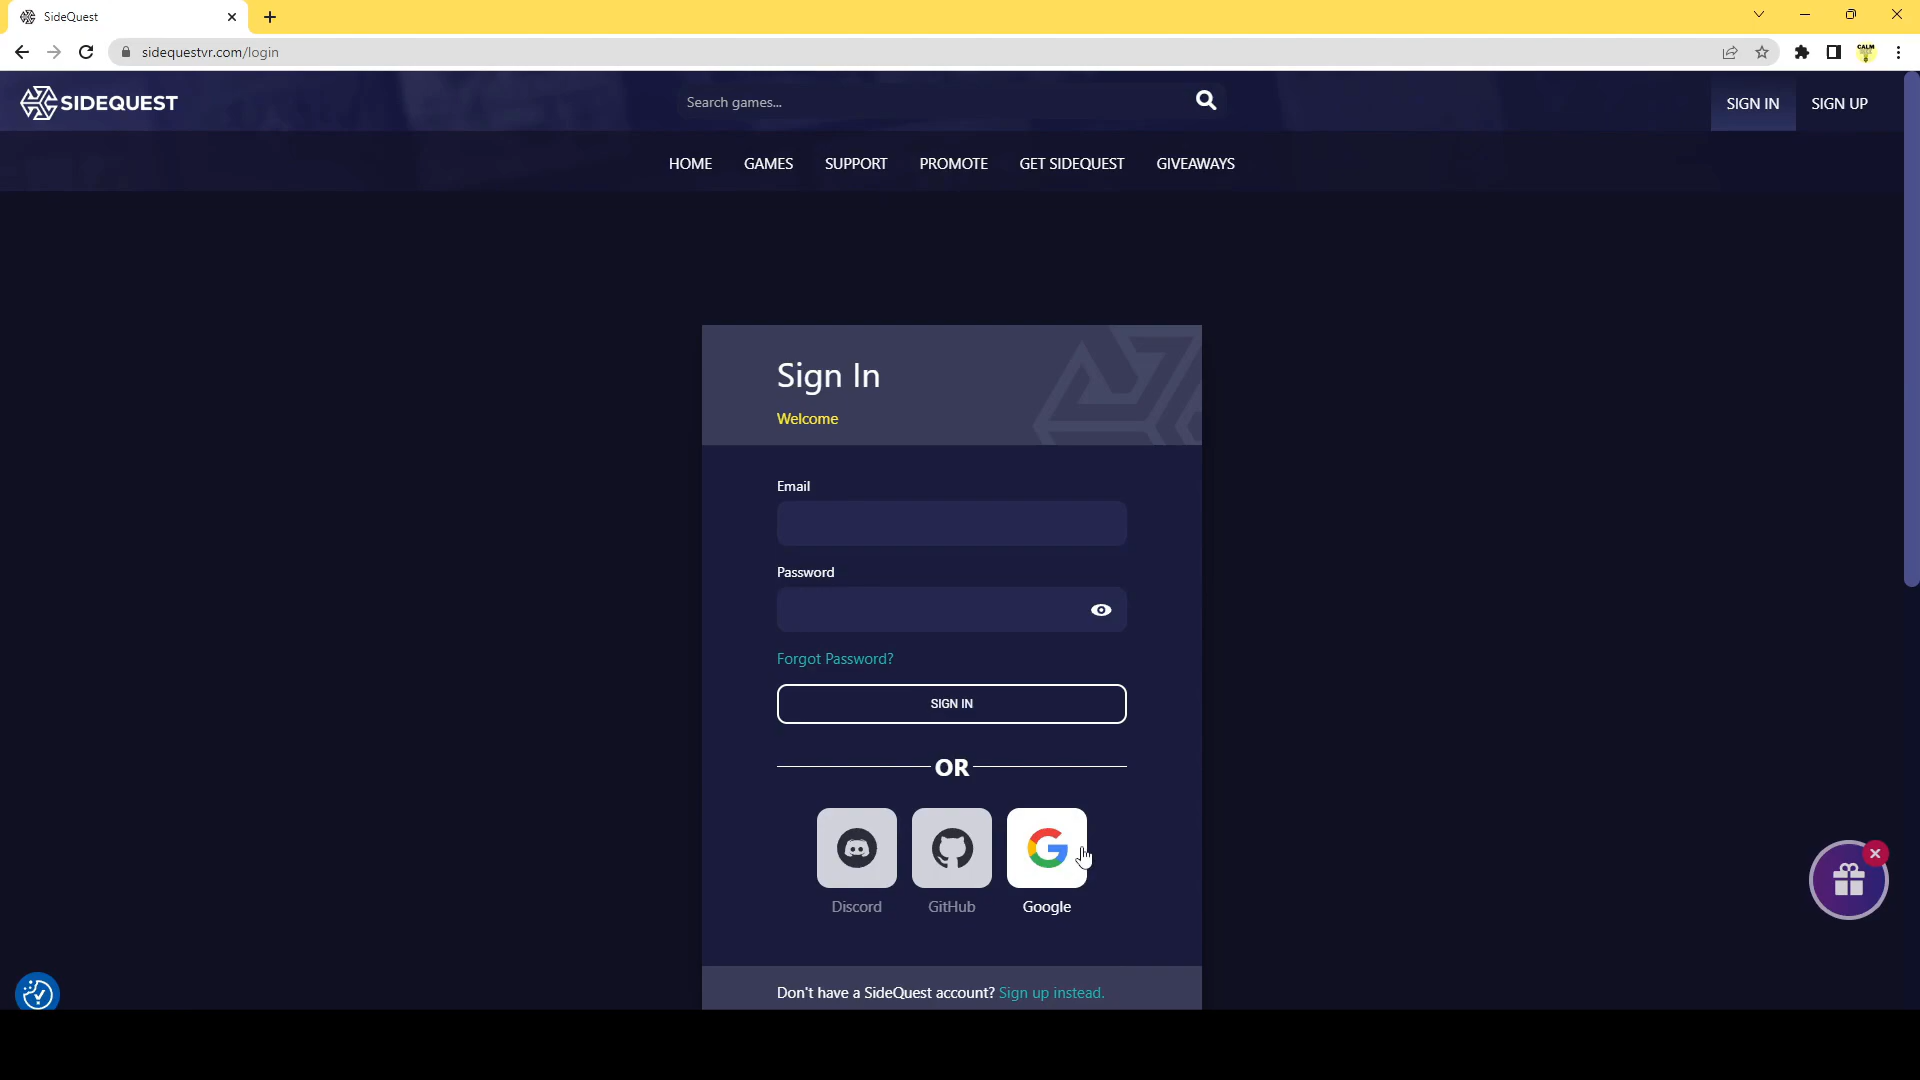 SideQuest
sidequestvr.com/login
CALM
SIDEQUEST
Search games...
SIGN IN
SIGN UP
HOME
GAMES
SUPPORT
PROMOTE
GET SIDEQUEST
GIVEAWAYS
Sign In
Welcome
Email
Password
Forgot Password?
SIGN IN
OR
Discord
GitHub
Google
Don't have a SideQuest account? Sign up instead.